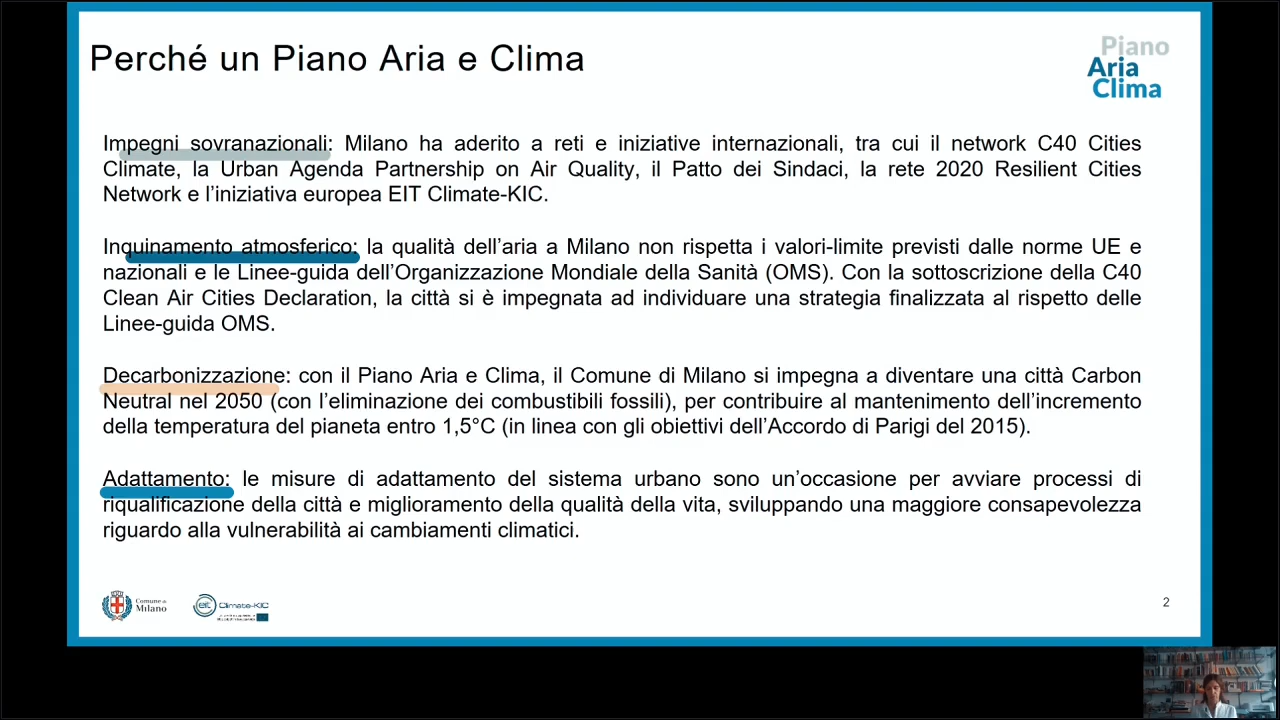 Perché un Piano Aria e Clima
Piano
Aria
Clima
Impegni sovranazionali: Milano ha aderito a reti e iniziative internazionali, tra cui il network C40 Cities
Climate, la Urban Agenda Partnership on Air Quality, il Patto dei Sindaci, la rete 2020 Resilient Cities
Network e l’iniziativa europea EIT Climate-KIC.
Inquinamento atmosferico: la qualità dell’aria a Milano non rispetta i valori-limite previsti dalle norme UE e
nazionali e le Linee-guida dell’Organizzazione Mondiale della Sanità (OMS). Con la sottoscrizione della C40
Clean Air Cities Declaration, la città si è impegnata ad individuare una strategia finalizzata al rispetto delle
Linee-guida OMS.
Decarbonizzazione: con il Piano Aria e Clima, il Comune di Milano si impegna a diventare una città Carbon
Neutral nel 2050 (con l’eliminazione dei combustibili fossili), per contribuire al mantenimento dell’incremento
della temperatura del pianeta entro 1,5°C (in linea con gli obiettivi dell’Accordo di Parigi del 2015).
Adattamento: le misure di adattamento del sistema urbano sono un’occasione per avviare processi di
riqualificazione della città e miglioramento della qualità della vita, sviluppando una maggiore consapevolezza
riguardo alla vulnerabilità ai cambiamenti climatici.
Comune di
Milano
eit Climate-KIC
2